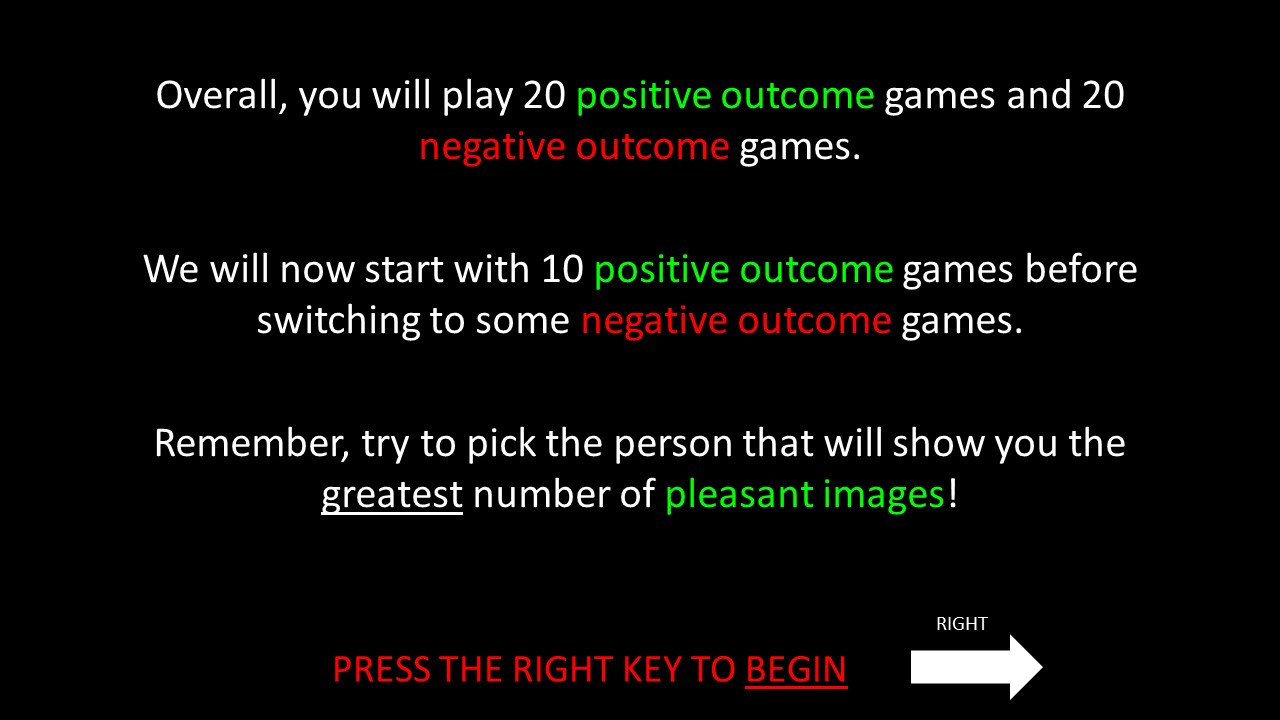 Overall, you will play 20 positive outcome games and 20
negative outcome games.
We will now start with 10 positive outcome games before
switching to some negative outcome games.
Remember, try to pick the person that will show you the
greatest number of pleasant images!
RIGHT
PRESS THE RIGHT KEY TO BEGIN